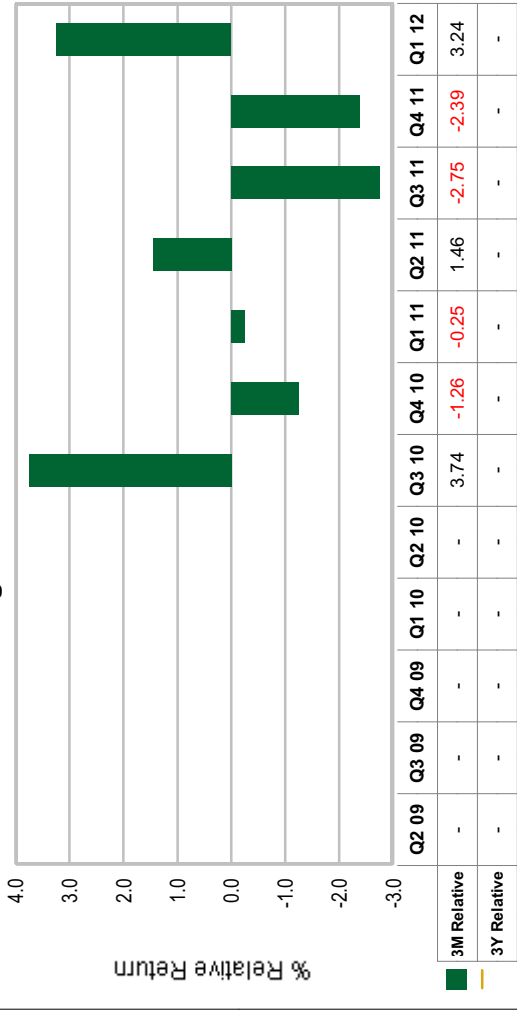 4.0
3.0
2.0
1.0
0.0
-1.0
-2.0
-3.0
% Relative Return
Q2 09 Q3 09 Q4 09 Q1 10 Q2 10 Q3 10 Q4 10 Q1 11 Q2 11 Q3 11 Q4 11 Q1 12
3M Relative - - - - - 3.74 -1.26 -0.25 1.46 -2.75 -2.39 3.24
3Y Relative - - - - - - - - - - - -